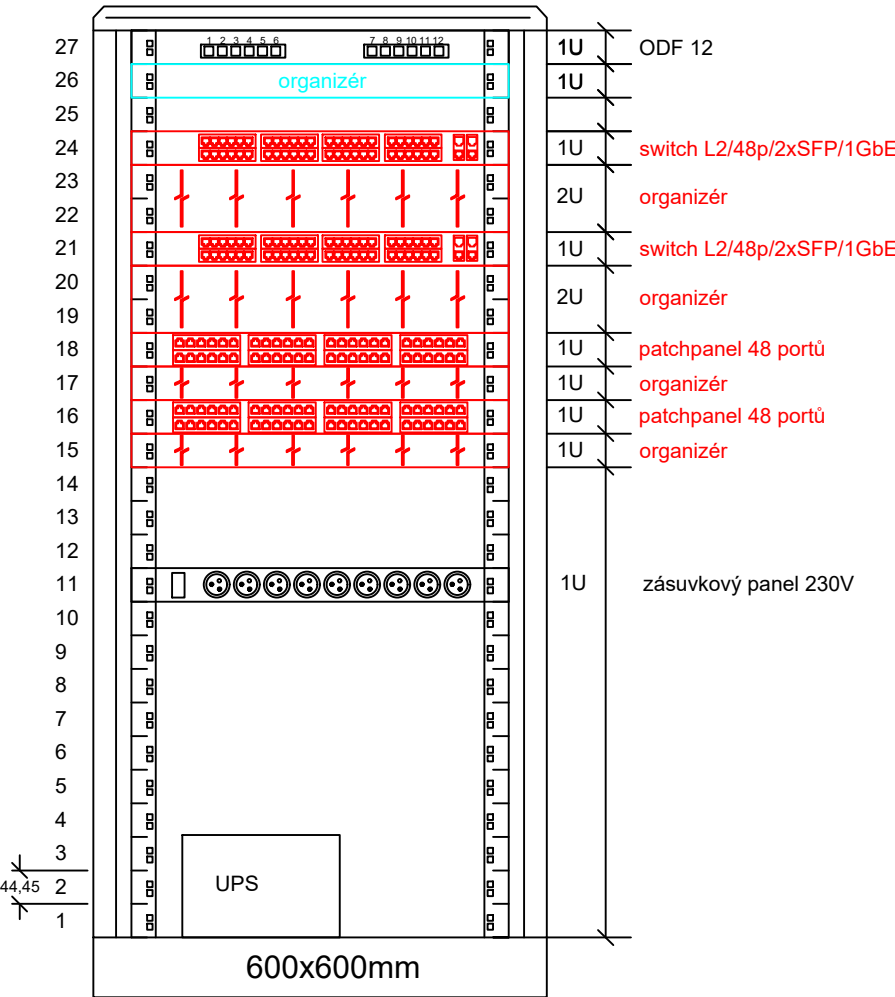 27 1 2 3 4 5 6 7 8 9 10 11 12 1U ODF 12
26 organizér 1U
25
24 1U switch L2/48p/2xSFP/1GbE
23
2U organizér
22
21 1U switch L2/48p/2xSFP/1GbE
20
2U organizér
19
18 1U patchpanel 48 portů
17 1U organizér
16 1U patchpanel 48 portů
15 1U organizér
14
13
12
11 1U zásuvkový panel 230V
10
9
8
7
6
5
4
3
44,45 2 UPS
1
600x600mm